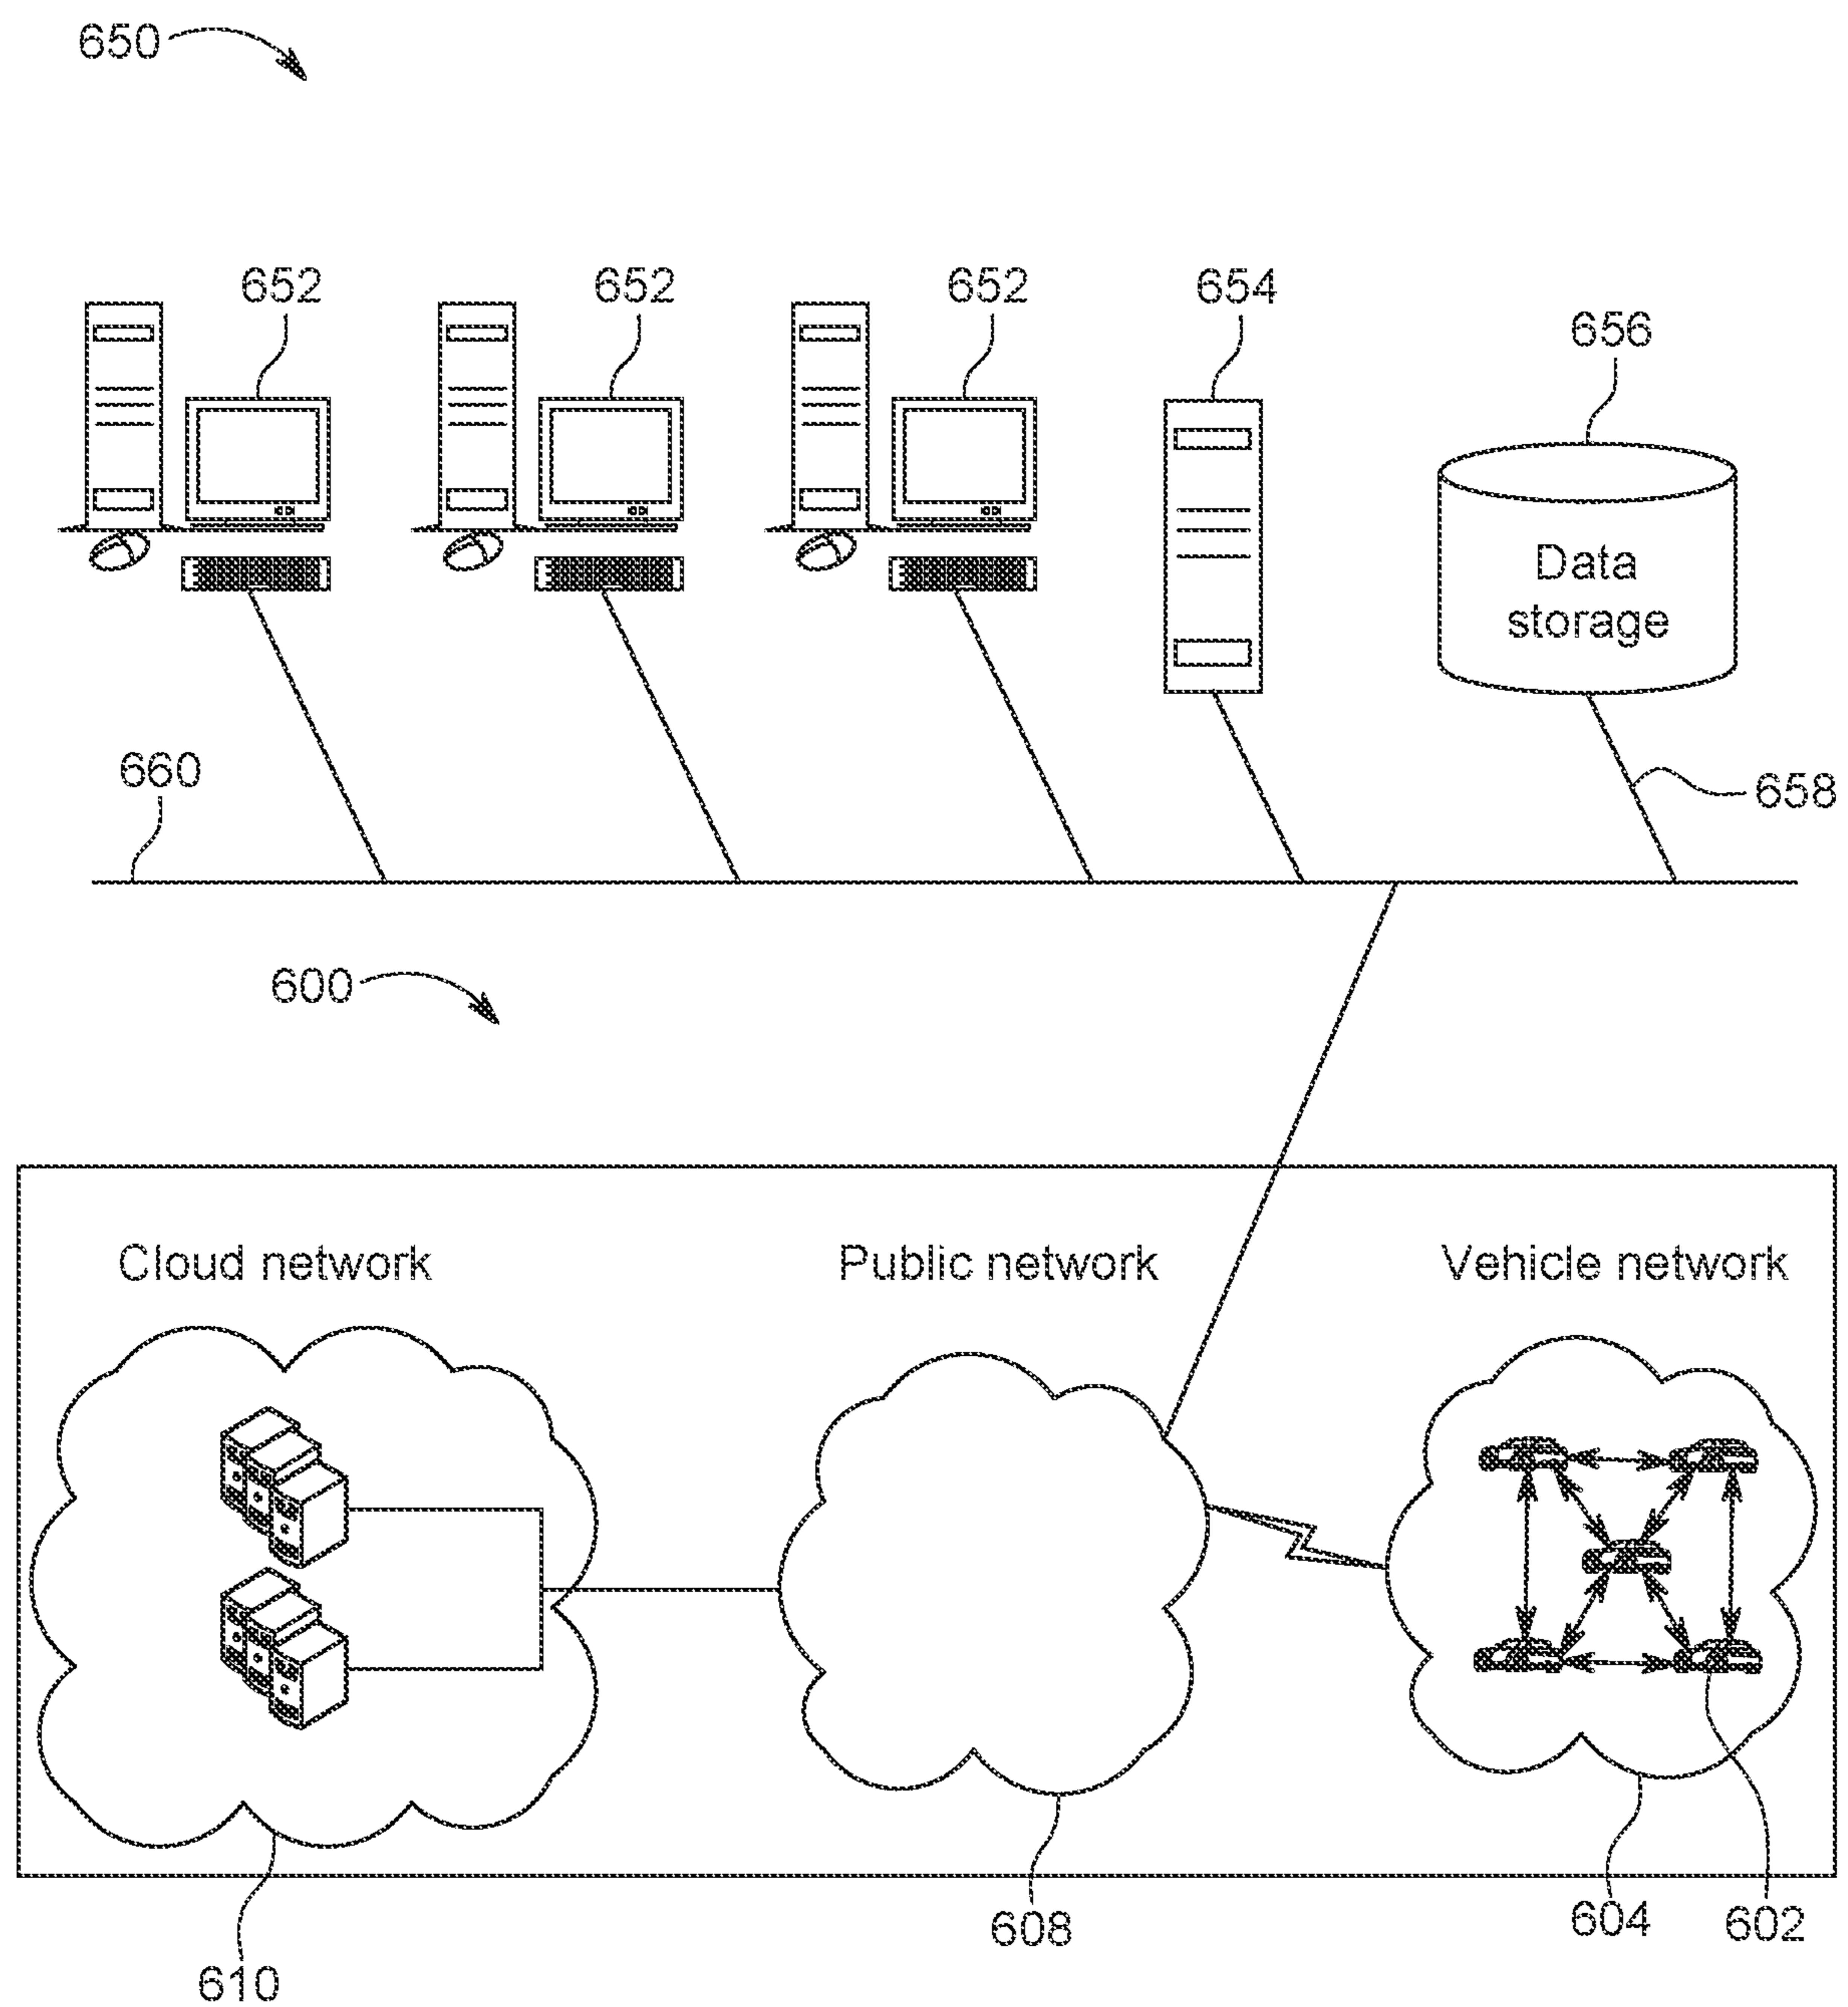 650
652
652
652
654
656
Data
storage
660
658
600
Cloud network
Public network
Vehicle network
608
604
602
610